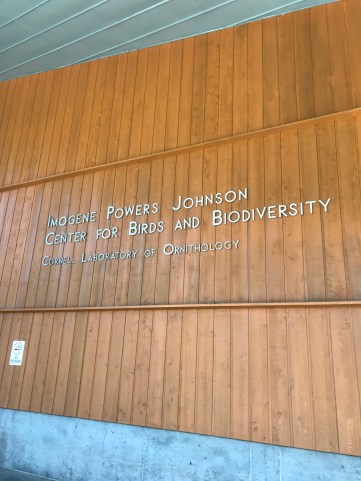 Imogene Powers Johnson
Center for Birds and Biodiversity
Cornell Laboratory of Ornithology